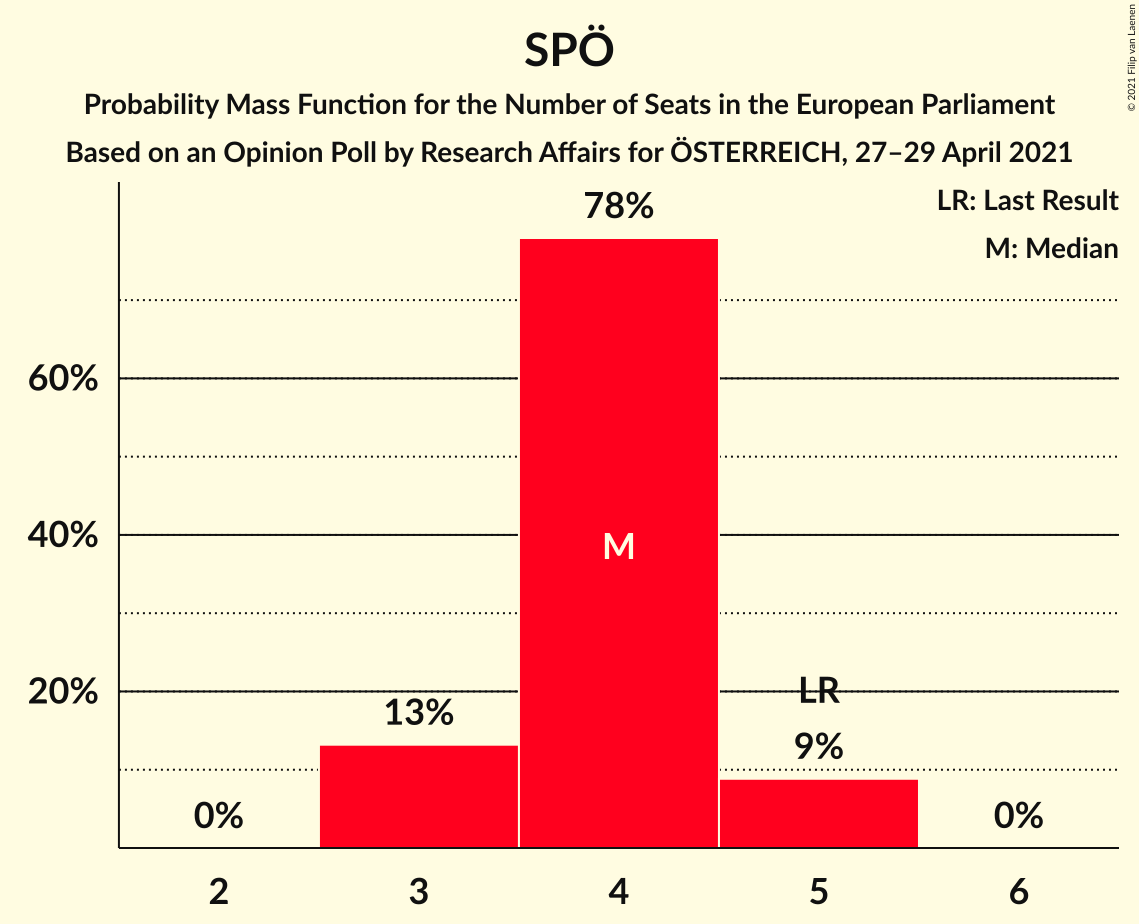 SPÖ
Probability Mass Function for the Number of Seats in the European Parliament
Based on an Opinion Poll by Research Affairs for ÖSTERREICH, 27–29 April 2021
© 2021 Filip van Laenen
LR: Last Result
M: Median
78%
60%
40%
M
20%
LR
13%
9%
0%
0%
2 3 4 5 6